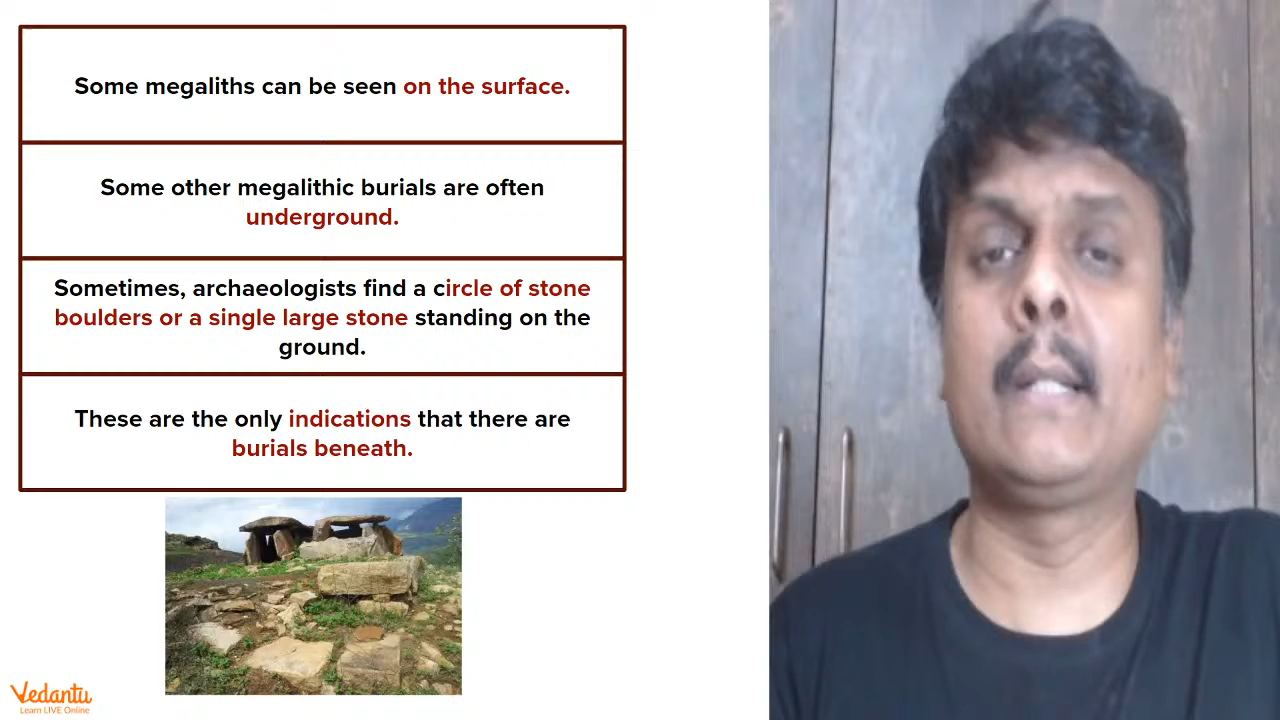 Some megaliths can be seen on the surface.
Some other megalithic burials are often
underground.
Sometimes, archaeologists find a circle of stone
boulders or a single large stone standing on the
ground.
These are the only indications that there are
burials beneath.
Vedantu
Learn LIVE Online